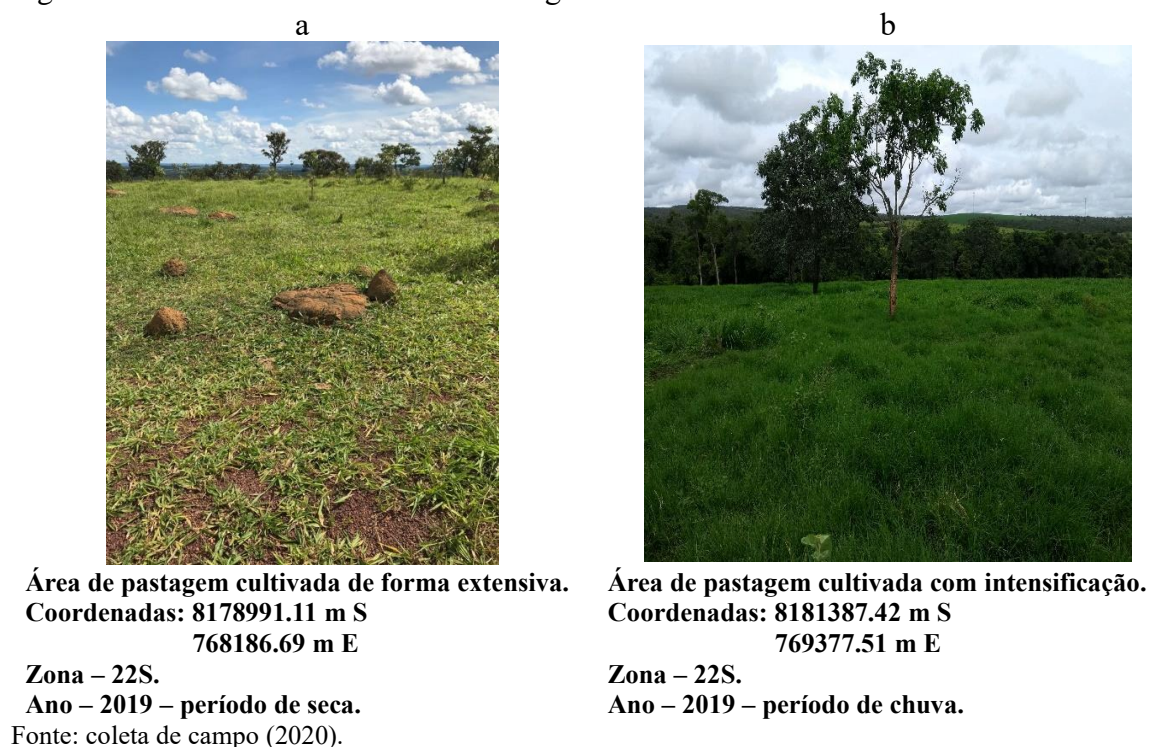 a
b
Área de pastagem cultivada de forma extensiva.
Coordenadas: 8178991.11 m S
768186.69 m E
Zona – 22S.
Ano – 2019 – período de seca.
Área de pastagem cultivada com intensificação.
Coordenadas: 8181387.42 m S
769377.51 m E
Zona – 22S.
Ano – 2019 – período de chuva.
Fonte: coleta de campo (2020).